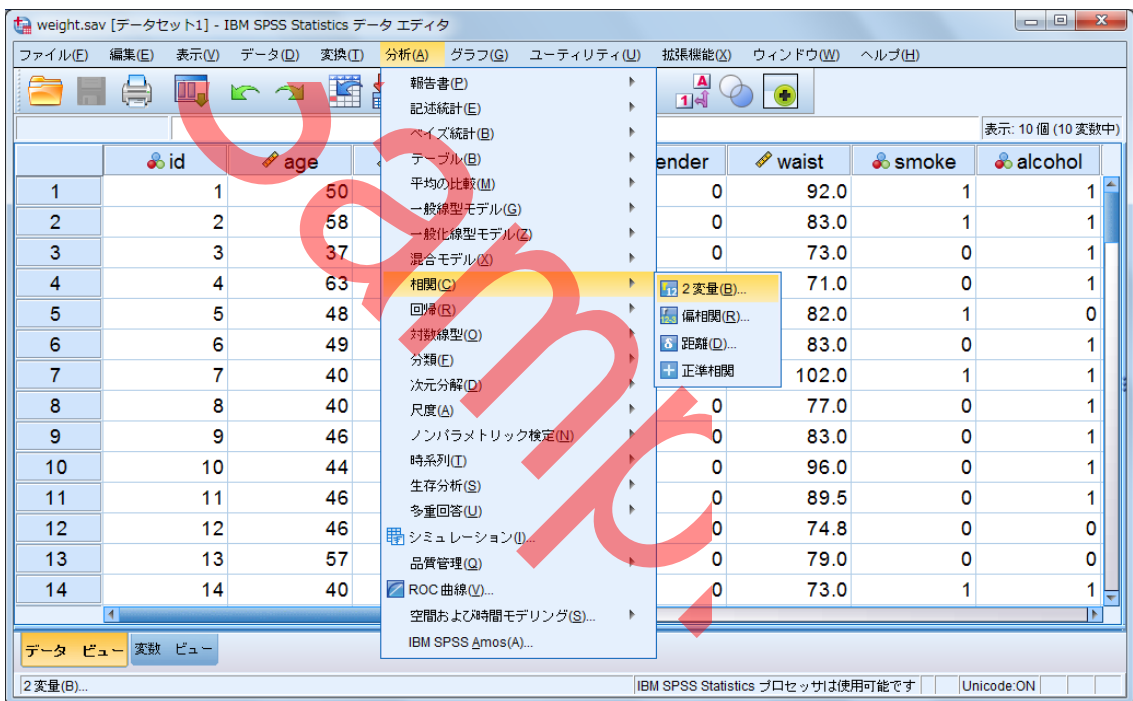 weight.sav [データセット1] - IBM SPSS Statistics データ エディタ
ファイル(F) 編集(E) 表示(V) データ(D) 変換(T) 分析(A) グラフ(G) ユーティリティ(U) 拡張機能(X) ウィンドウ(W) ヘルプ(H)
表示: 10 個 (10 変数中)
id age ender waist smoke alcohol
1 1 50 0 92.0 1 1
2 2 58 0 83.0 1 1
3 3 37 0 73.0 0 1
4 4 63 71.0 0 1
5 5 48 82.0 1 0
6 6 49 83.0 0 1
7 7 40 102.0 1 1
8 8 40 0 77.0 0 1
9 9 46 0 83.0 0 1
10 10 44 0 96.0 0 1
11 11 46 0 89.5 0 1
12 12 46 0 74.8 0 0
13 13 57 0 79.0 0 0
14 14 40 0 73.0 1 1
報告書(P)
記述統計(E)
ベイズ統計(B)
テーブル(B)
平均の比較(M)
一般線型モデル(G)
一般化線型モデル(Z)
混合モデル(X)
相関(C)
回帰(R)
対数線型(O)
分類(F)
次元分解(D)
尺度(A)
ノンパラメトリック検定(N)
時系列(T)
生存分析(S)
多重回答(U)
シミュレーション(I)...
品質管理(Q)
ROC 曲線(V)...
空間および時間モデリング(S)...
IBM SPSS Amos(A)...
2 変量(B)...
偏相関(R)...
距離(D)...
正準相関
データ ビュー 変数 ビュー
2 変量(B)... IBM SPSS Statistics プロセッサは使用可能です Unicode:ON